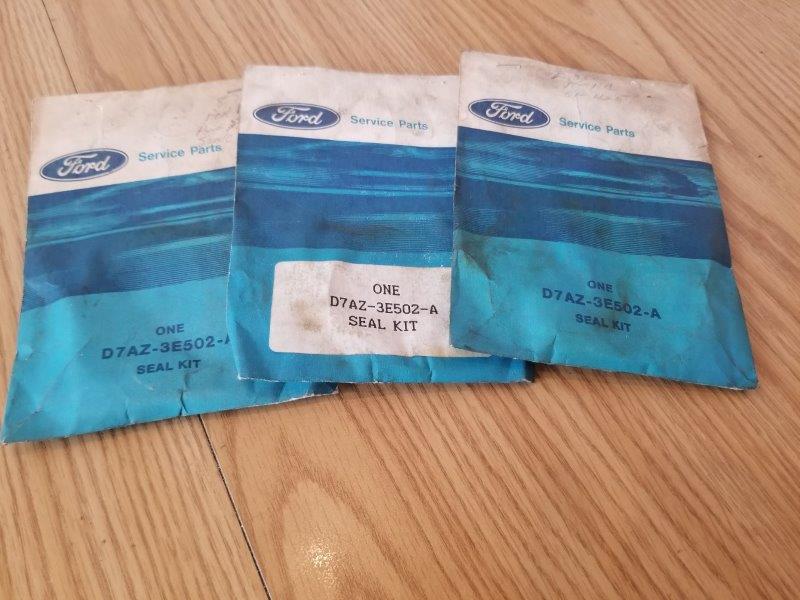 Ford Service Parts
ONE
D7AZ-3E502-A
SEAL KIT
Ford Service Parts
ONE
D7AZ-3E502-A
SEAL KIT
Ford Service Parts
ONE
D7AZ-3E502-A
SEAL KIT